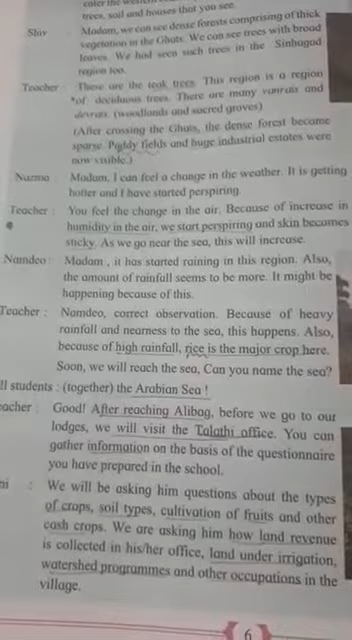 enter the western
trees, soil and houses that you see.
Shiv : Madam, we can see dense forests comprising of thick
vegetation in the Ghats. We can see trees with broad
leaves. We had seen such trees in the Sinhagad
region too.
Teacher : These are the teak trees. This region is a region
of deciduous trees. There are many vanrais and
devrais. (woodlands and sacred groves)
(After crossing the Ghats, the dense forest become
sparse. Paddy fields and huge industrial estates were
now visible.)
Nazma : Madam, I can feel a change in the weather. It is getting
hotter and I have started perspiring.
Teacher : You feel the change in the air. Because of increase in
humidity in the air, we start perspiring and skin becomes
sticky. As we go near the sea, this will increase.
Namdeo : Madam , it has started raining in this region. Also,
the amount of rainfall seems to be more. It might be
happening because of this.
Teacher : Namdeo, correct observation. Because of heavy
rainfall and nearness to the sea, this happens. Also,
because of high rainfall, rice is the major crop here.
Soon, we will reach the sea, Can you name the sea?
ll students : (together) the Arabian Sea !
eacher : Good! After reaching Alibag, before we go to our
lodges, we will visit the Talathi office. You can
gather information on the basis of the questionnaire
you have prepared in the school.
ni : We will be asking him questions about the types
of crops, soil types, cultivation of fruits and other
cash crops. We are asking him how land revenue
is collected in his/her office, land under irrigation,
watershed programmes and other occupations in the
village.
6